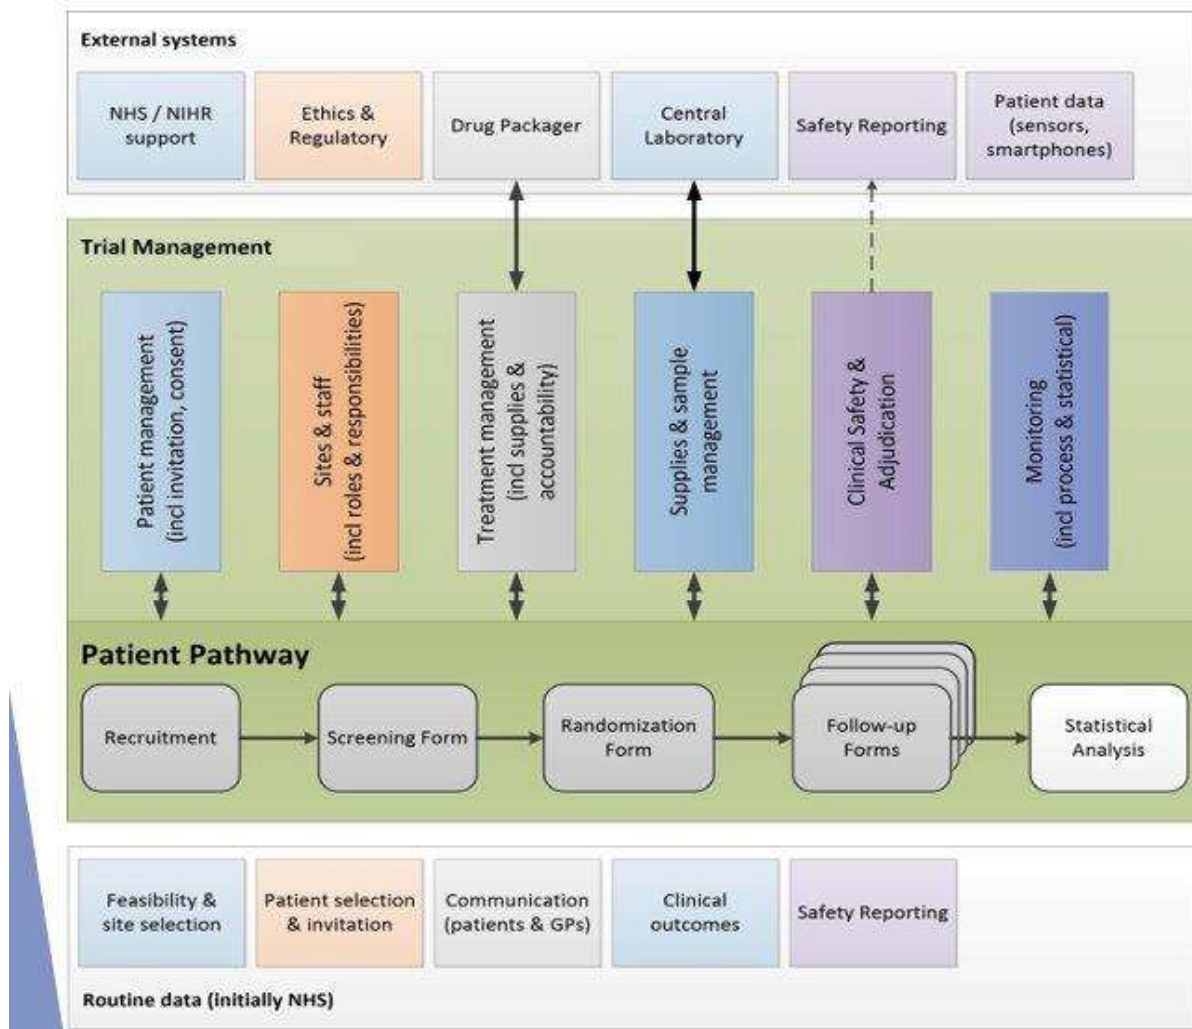 External systems
NHS / NIHR
support
Ethics &
Regulatory
Drug Packager
Central
Laboratory
Safety Reporting
Patient data
(sensors,
smartphones)
Trial Management
Patient management
(incl invitation, consent)
Sites & staff
(incl roles & responsibilities)
Treatment management
(incl supplies &
accountability)
Supplies & sample
management
Clinical Safety &
Adjudication
Monitoring
(incl process & statistical)
Patient Pathway
Recruitment
Screening Form
Randomization
Form
Follow-up
Forms
Statistical
Analysis
Feasibility &
site selection
Patient selection
& invitation
Communication
(patients & GPs)
Clinical
outcomes
Safety Reporting
Routine data (initially NHS)